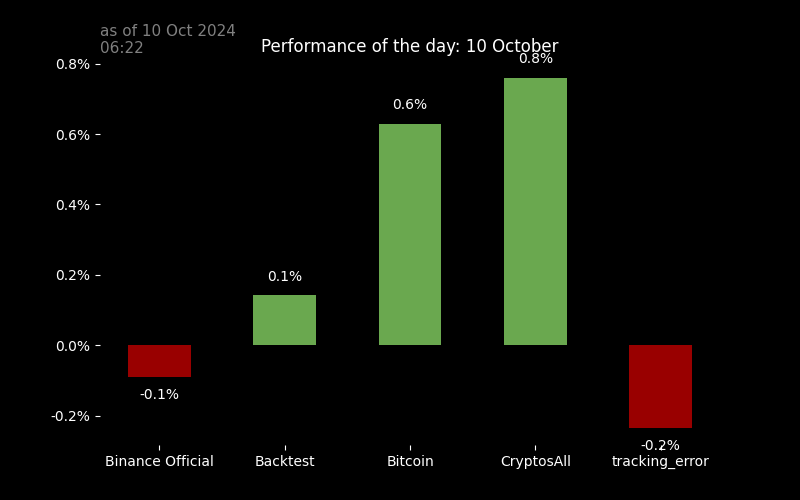 as of 10 Oct 2024
06:22
Performance of the day: 10 October
0.8%
0.8%
0.6%
0.6%
0.4%
0.2%
0.1%
0.0%
-0.1%
-0.2%
-0.2%
Binance Official
Backtest
Bitcoin
CryptosAll
tracking_error